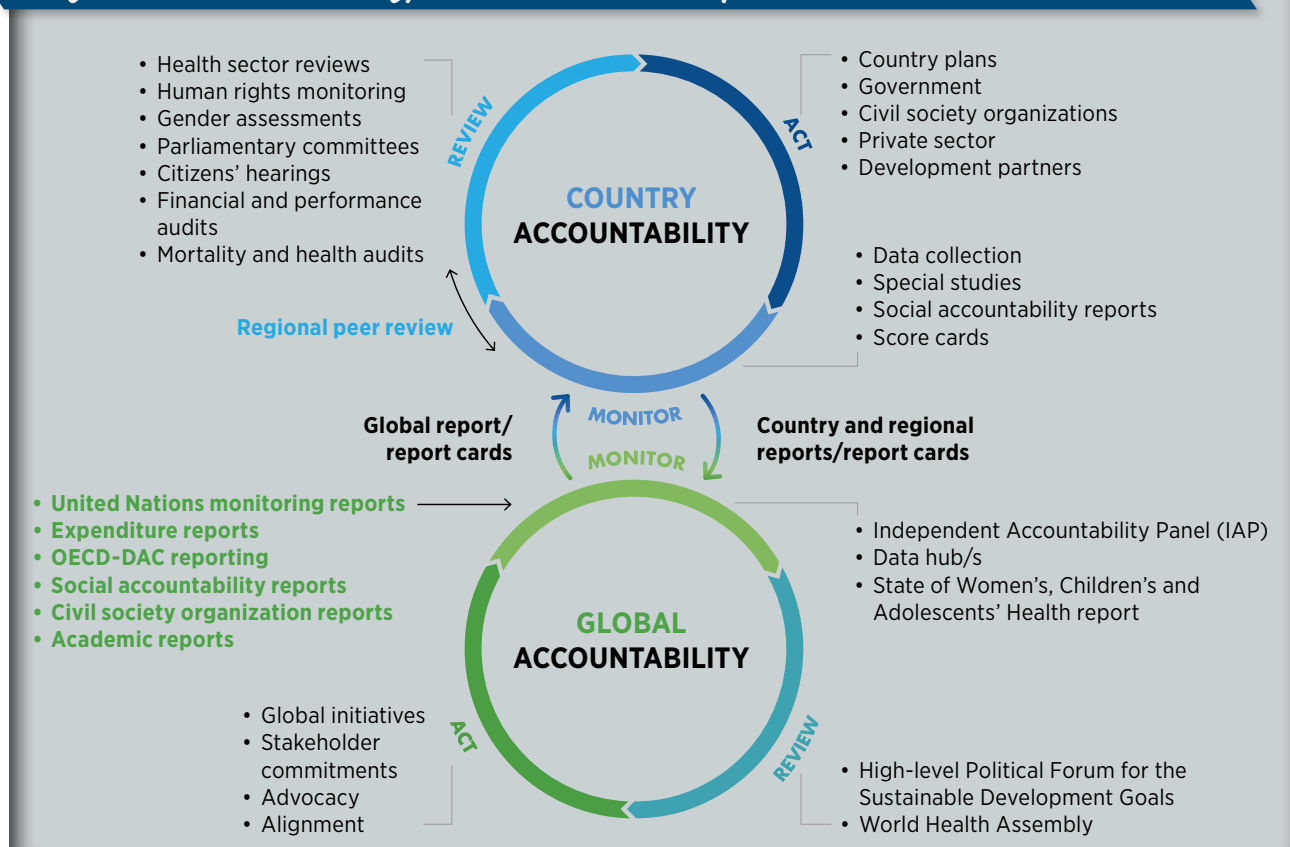 • Health sector reviews
• Human rights monitoring
• Gender assessments
• Parliamentary committees
• Citizens’ hearings
• Financial and performance
audits
• Mortality and health audits
REVIEW
ACT
• Country plans
• Government
• Civil society organizations
• Private sector
• Development partners
COUNTRY
ACCOUNTABILITY
• Data collection
• Special studies
• Social accountability reports
• Score cards
Regional peer review
MONITOR
Global report/
report cards
Country and regional
reports/report cards
MONITOR
• United Nations monitoring reports
• Expenditure reports
• OECD-DAC reporting
• Social accountability reports
• Civil society organization reports
• Academic reports
• Independent Accountability Panel (IAP)
• Data hub/s
• State of Women’s, Children’s and
Adolescents’ Health report
GLOBAL
ACCOUNTABILITY
• Global initiatives
• Stakeholder
commitments
• Advocacy
• Alignment
ACT
REVIEW
• High-level Political Forum for the
Sustainable Development Goals
• World Health Assembly